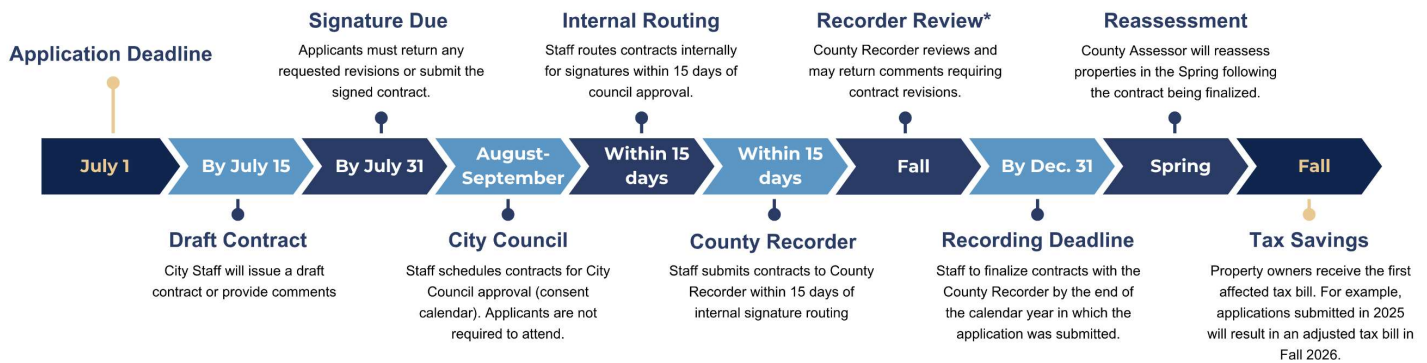 Application Deadline
July 1
By July 15
Draft Contract
City Staff will issue a draft
contract or provide comments
Signature Due
Applicants must return any
requested revisions or submit the
signed contract.
By July 31
August-
September
City Council
Staff schedules contracts for City
Council approval (consent
calendar). Applicants are not
required to attend.
Internal Routing
Staff routes contracts internally
for signatures within 15 days of
council approval.
Within 15
days
Within 15
days
County Recorder
Staff submits contracts to County
Recorder within 15 days of
internal signature routing
Recorder Review*
County Recorder reviews and
may return comments requiring
contract revisions.
Fall
By Dec. 31
Recording Deadline
Staff to finalize contracts with the
County Recorder by the end of
the calendar year in which the
application was submitted.
Reassessment
County Assessor will reassess
properties in the Spring following
the contract being finalized.
Spring
Fall
Tax Savings
Property owners receive the first
affected tax bill. For example,
applications submitted in 2025
will result in an adjusted tax bill in
Fall 2026.